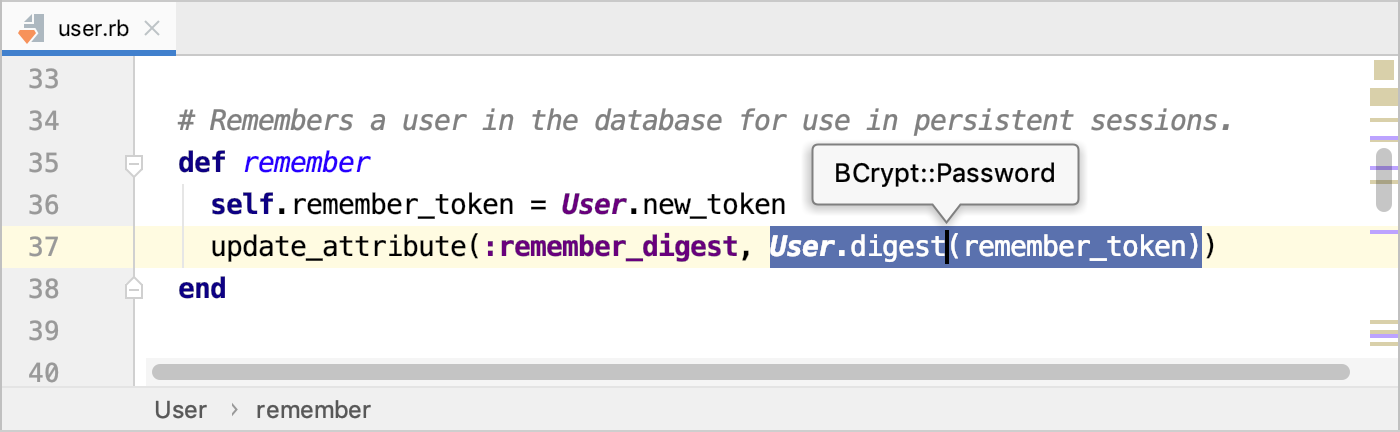 user.rb
33
34 # Remembers a user in the database for use in persistent sessions.
35 def remember
BCrypt::Password
36 self.remember_token = User.new_token
37 update_attribute(:remember_digest, User.digest(remember_token))
38 end
39
40
User › remember